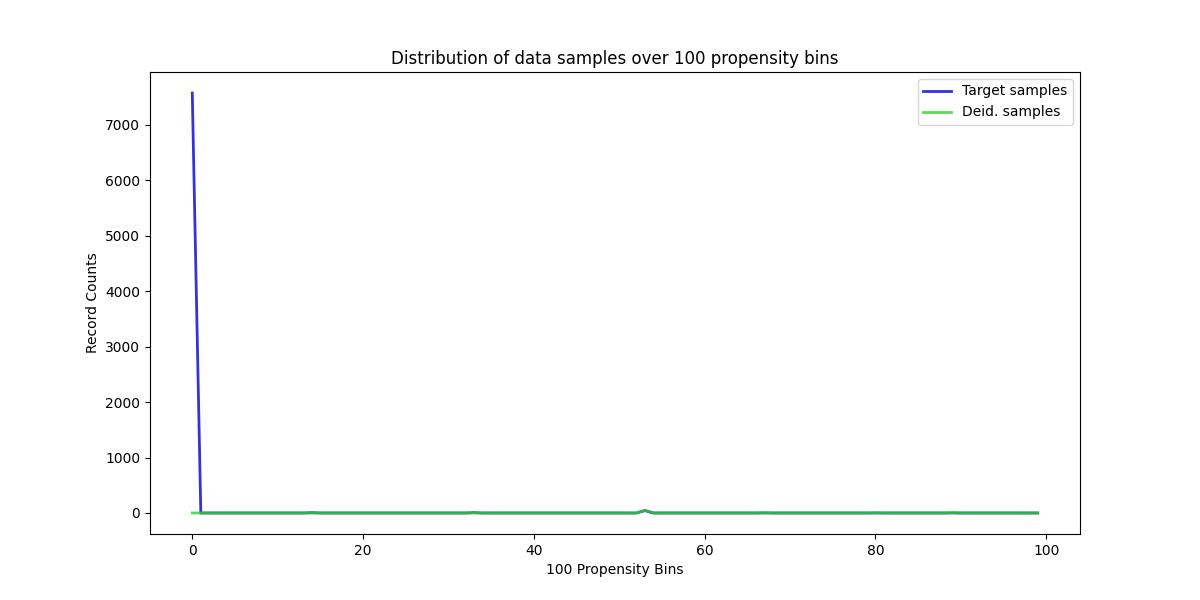 Distribution of data samples over 100 propensity bins
Target samples
Deid. samples
Record Counts
7000
6000
5000
4000
3000
2000
1000
0
0 20 40 60 80 100
100 Propensity Bins